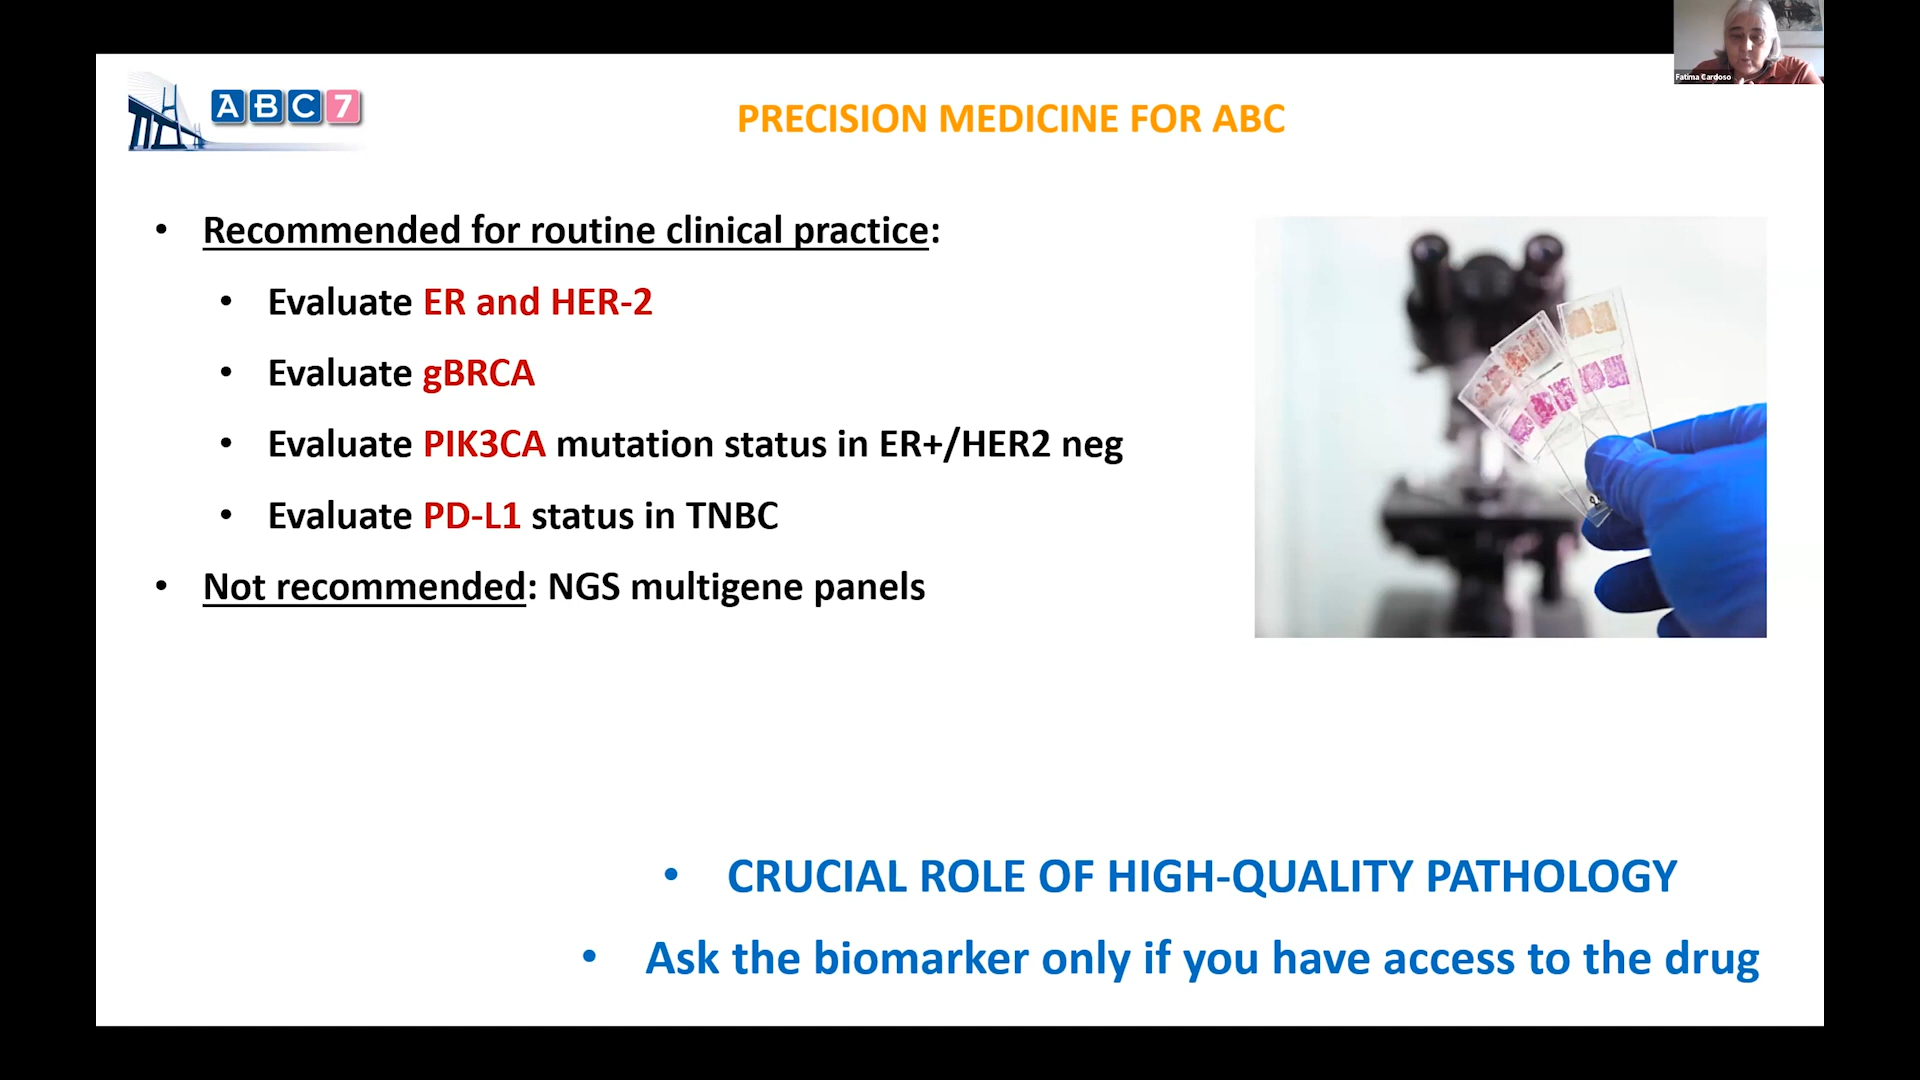 Fatima Cardoso
ABC7
PRECISION MEDICINE FOR ABC
• Recommended for routine clinical practice:
• Evaluate ER and HER-2
• Evaluate gBRCA
• Evaluate PIK3CA mutation status in ER+/HER2 neg
• Evaluate PD-L1 status in TNBC
• Not recommended: NGS multigene panels
• CRUCIAL ROLE OF HIGH-QUALITY PATHOLOGY
• Ask the biomarker only if you have access to the drug